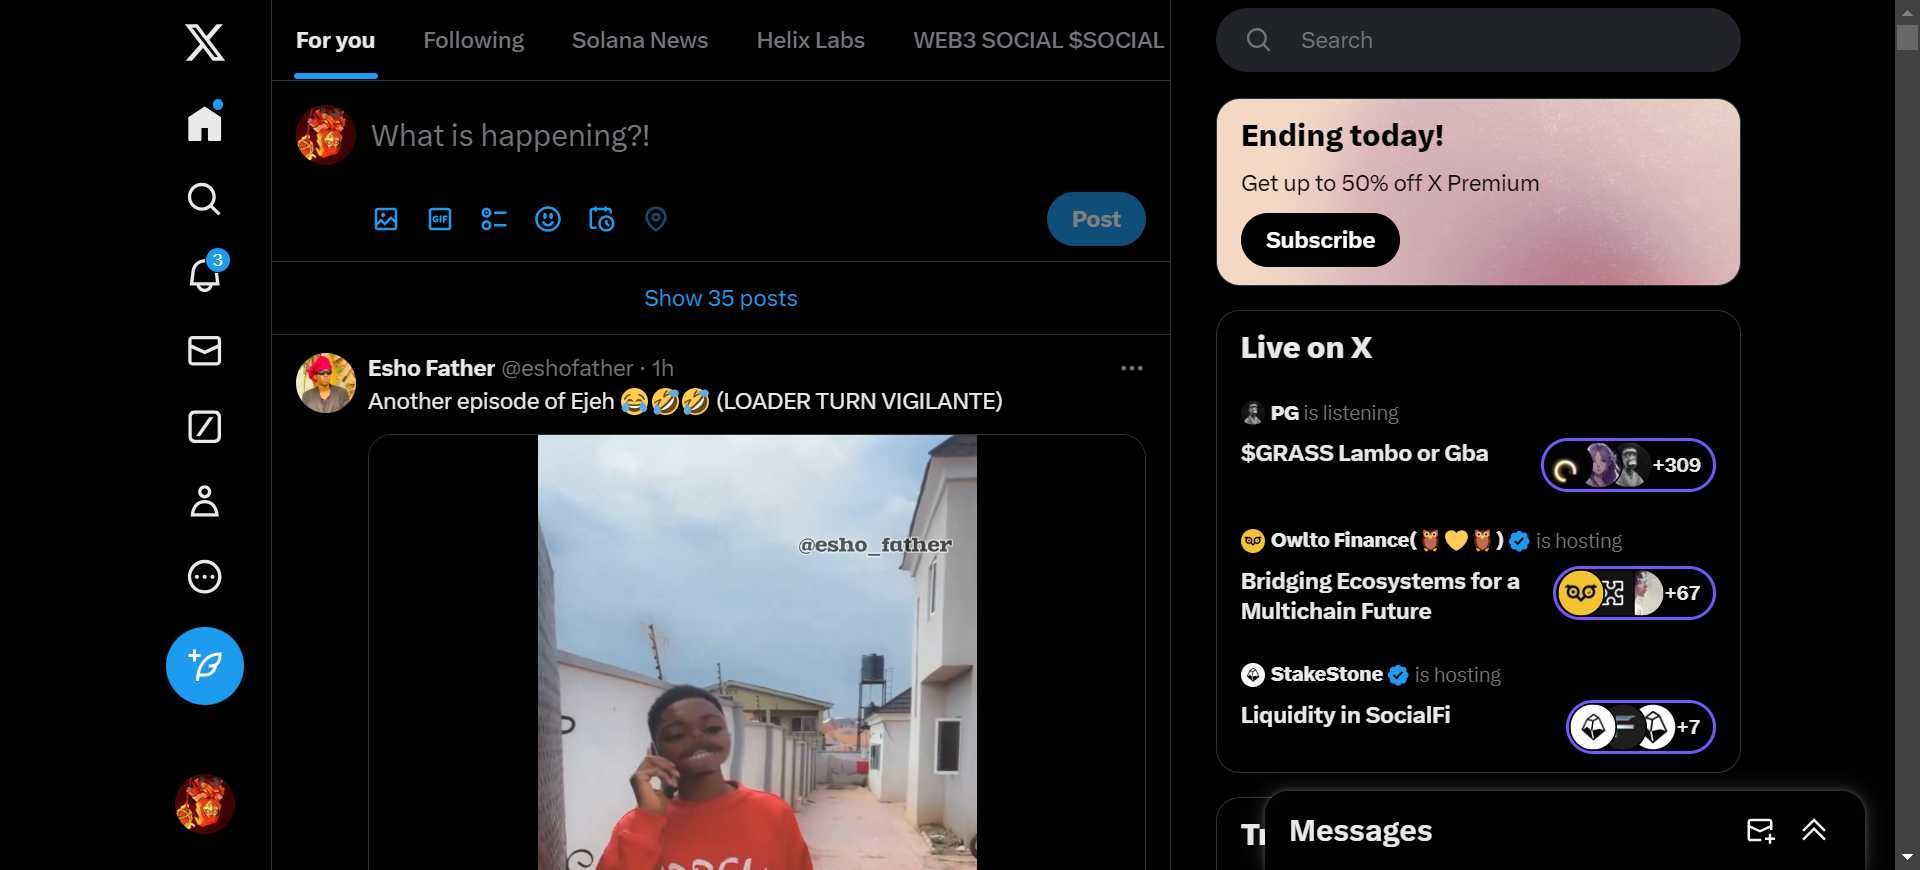 For you
Following
Solana News
Helix Labs
WEB3 SOCIAL $SOCIAL
What is happening?!
GIF
Post
Show 35 posts
3
Esho Father @eshofather · 1h
Another episode of Ejeh 😂🤣🤣 (LOADER TURN VIGILANTE)
@esho_father
Search
Ending today!
Get up to 50% off X Premium
Subscribe
Live on X
PG is listening
$GRASS Lambo or Gba
+309
Owlto Finance(🦉💛🦉) is hosting
Bridging Ecosystems for a
Multichain Future
+67
StakeStone is hosting
Liquidity in SocialFi
+7
Messages